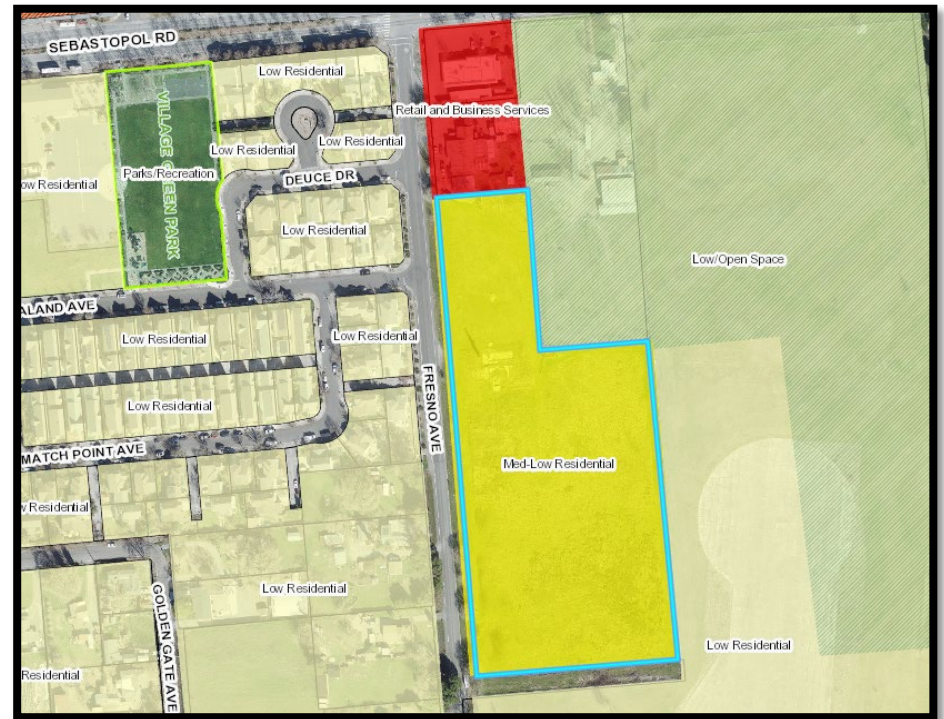 SEBASTOPOL RD
Low Residential
Retail and Business Services
Low Residential
Low Residential
VILLAGE GREEN PARK
Parks/Recreation
DEUCE DR
ow Residential
Low Residential
Low/Open Space
ALAND AVE
Low Residential
Low Residential
FRESNO AVE
Low Residential
MATCH POINT AVE
Med-Low Residential
w Residential
GOLDEN GATE AVE
Low Residential
Low Residential
Residential